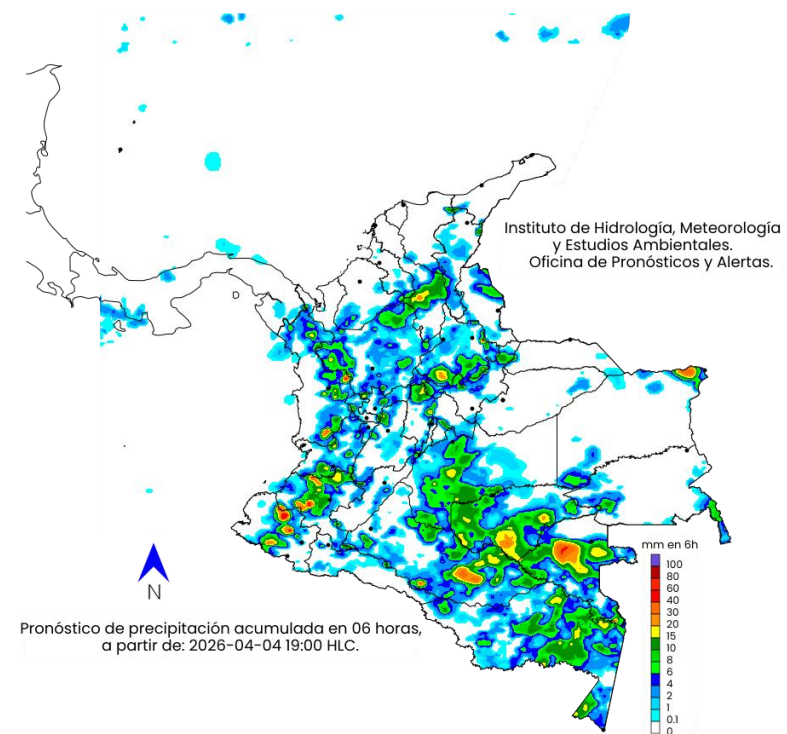 Instituto de Hidrología, Meteorología
y Estudios Ambientales.
Oficina de Pronósticos y Alertas.
mm en 6h
100
80
60
40
30
20
15
10
8
6
4
2
1
0.1
0
N
Pronóstico de precipitación acumulada en 06 horas,
a partir de: 2026-04-04 19:00 HLC.